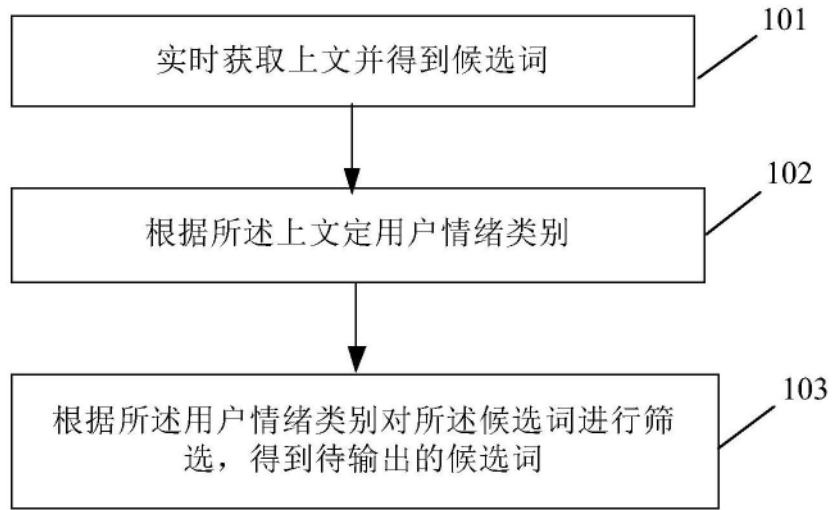 101
实时获取上文并得到候选词
102
根据所述上文定用户情绪类别
103
根据所述用户情绪类别对所述候选词进行筛
选，得到待输出的候选词